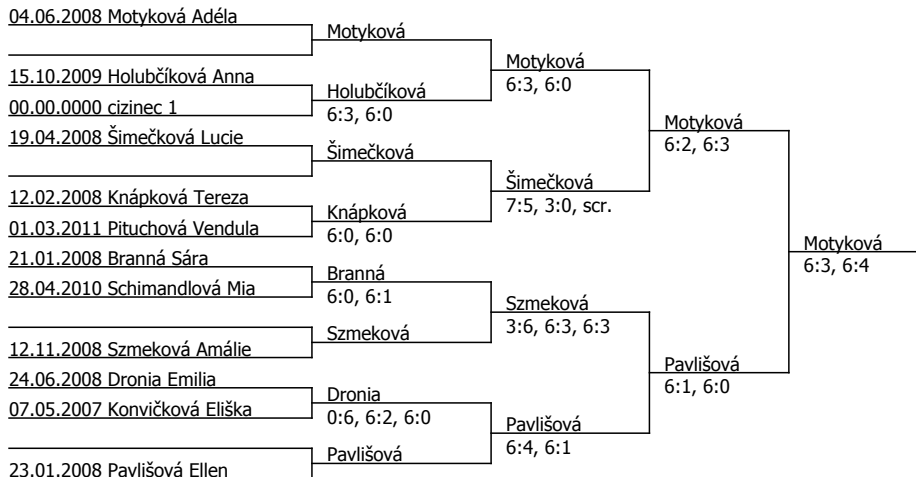 04.06.2008 Motyková Adéla
Motyková
Motyková
6:3, 6:0
15.10.2009 Holubčíková Anna
Holubčíková
6:3, 6:0
00.00.0000 cizinec 1
Motyková
6:2, 6:3
19.04.2008 Šimečková Lucie
Šimečková
Šimečková
7:5, 3:0, scr.
12.02.2008 Knápková Tereza
Knápková
6:0, 6:0
01.03.2011 Pituchová Vendula
Motyková
6:3, 6:4
21.01.2008 Branná Sára
Branná
6:0, 6:1
28.04.2010 Schimandlová Mia
Szmeková
3:6, 6:3, 6:3
Szmeková
12.11.2008 Szmeková Amálie
Pavlišová
6:1, 6:0
24.06.2008 Dronia Emilia
Dronia
0:6, 6:2, 6:0
07.05.2007 Konvičková Eliška
Pavlišová
6:4, 6:1
Pavlišová
23.01.2008 Pavlišová Ellen